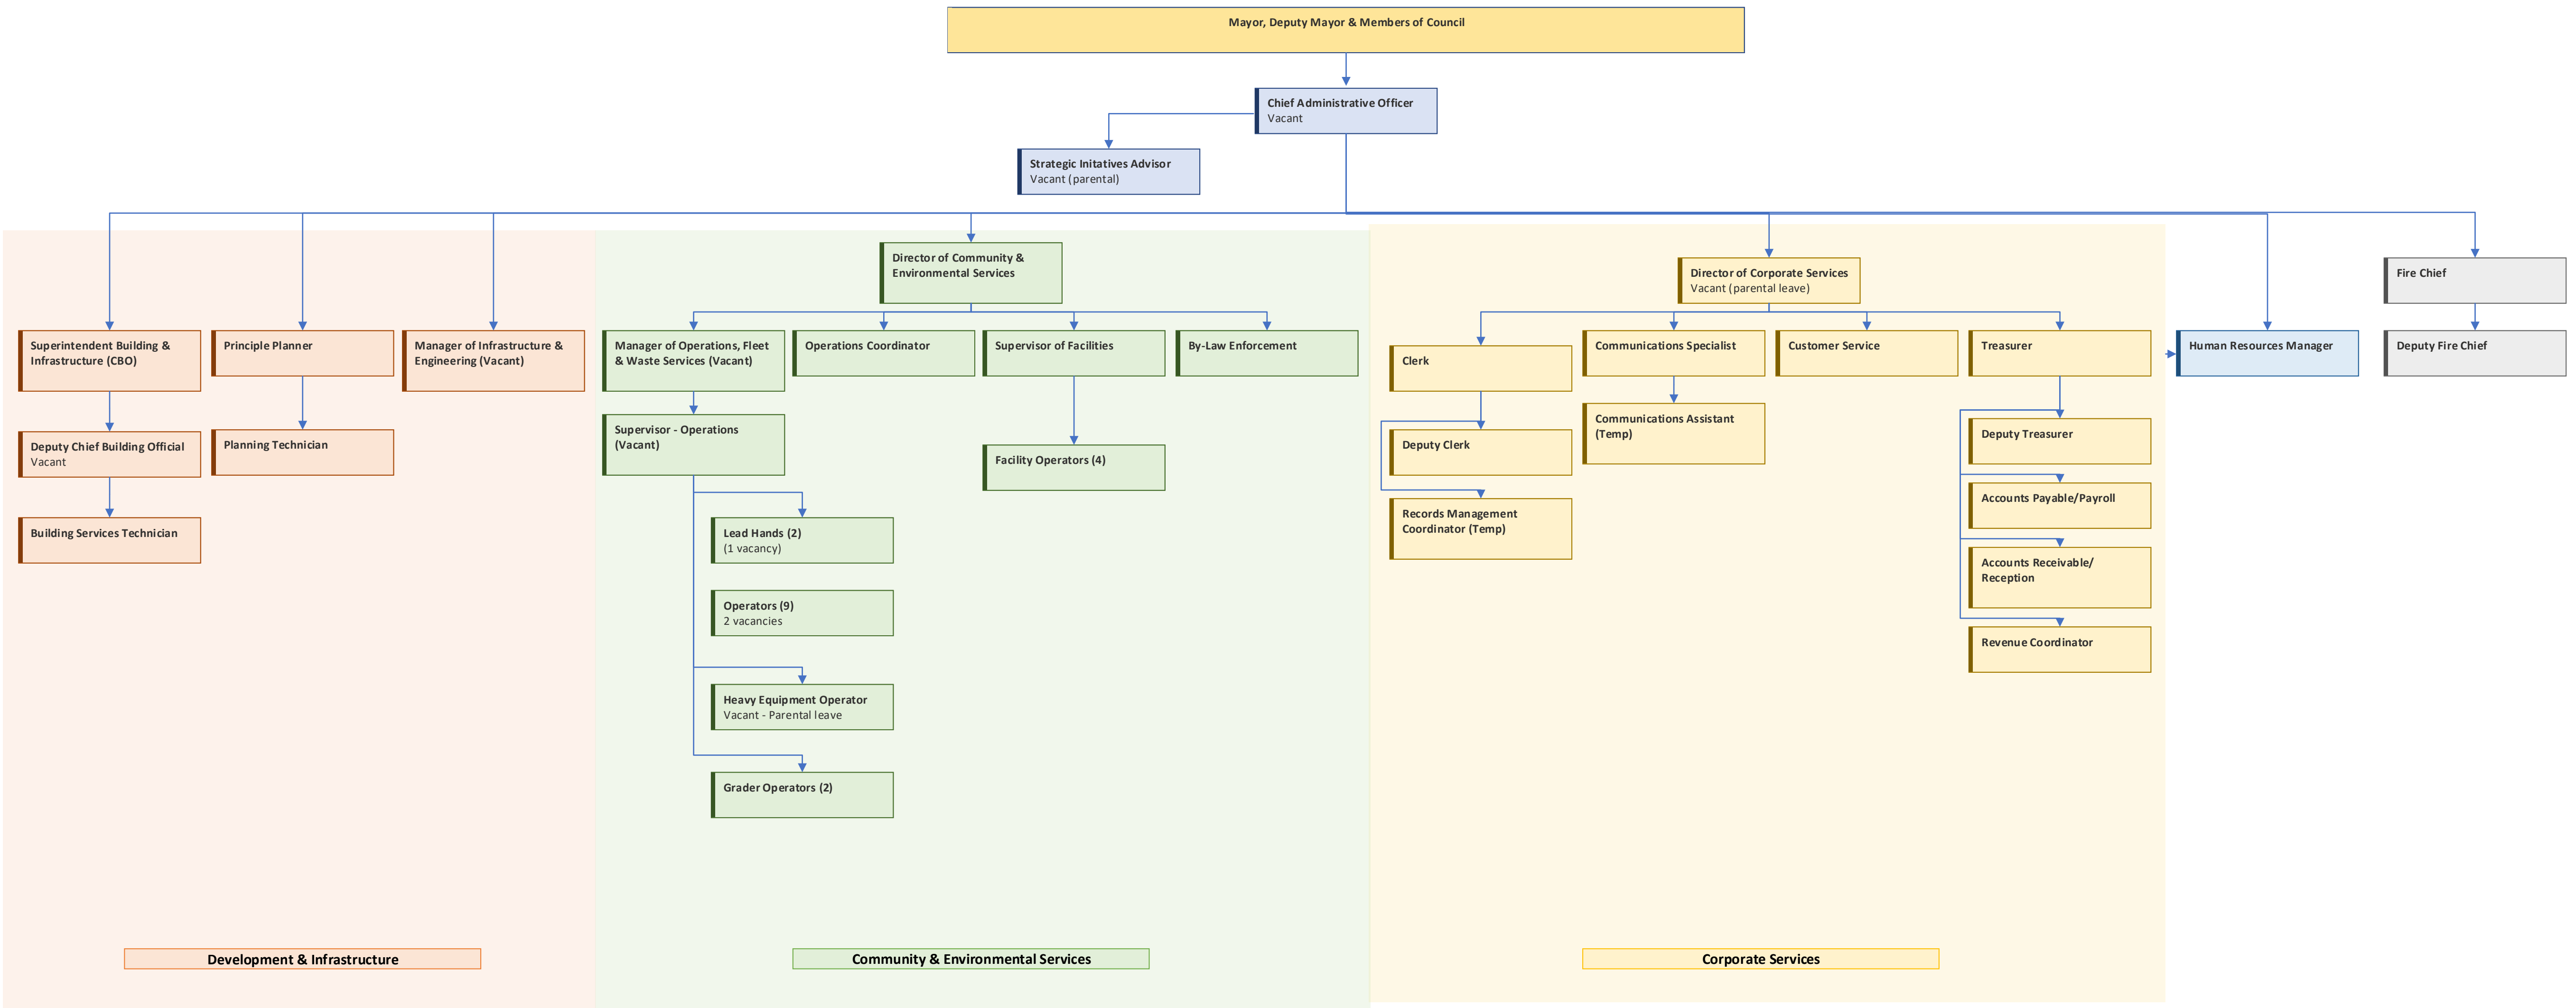 Mayor, Deputy Mayor & Members of Council
Chief Administrative Officer
Vacant
Strategic Initatives Advisor
Vacant (parental)
Director of Community &
Environmental Services
Director of Corporate Services
Vacant (parental leave)
Fire Chief
Superintendent Building &
Infrastructure (CBO)
Principle Planner
Manager of Infrastructure &
Engineering (Vacant)
Manager of Operations, Fleet
& Waste Services (Vacant)
Operations Coordinator
Supervisor of Facilities
By-Law Enforcement
Clerk
Communications Specialist
Customer Service
Treasurer
Human Resources Manager
Deputy Fire Chief
Deputy Chief Building Official
Vacant
Planning Technician
Supervisor - Operations
(Vacant)
Facility Operators (4)
Deputy Clerk
Communications Assistant
(Temp)
Deputy Treasurer
Building Services Technician
Lead Hands (2)
(1 vacancy)
Records Management
Coordinator (Temp)
Accounts Payable/Payroll
Operators (9)
2 vacancies
Accounts Receivable/
Reception
Heavy Equipment Operator
Vacant - Parental leave
Revenue Coordinator
Grader Operators (2)
Development & Infrastructure
Community & Environmental Services
Corporate Services